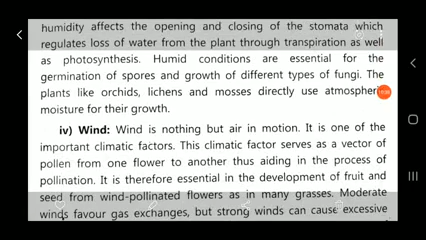 humidity affects the opening and closing of the stomata which
regulates loss of water from the plant through transpiration as well
as photosynthesis. Humid conditions are essential for the
germination of spores and growth of different types of fungi. The
plants like orchids, lichens and mosses directly use atmospheric
moisture for their growth.
iv) Wind: Wind is nothing but air in motion. It is one of the
important climatic factors. This climatic factor serves as a vector of
pollen from one flower to another thus aiding in the process of
pollination. It is therefore essential in the development of fruit and
seed from wind-pollinated flowers as in many grasses. Moderate
winds favour gas exchanges, but strong winds can cause excessive